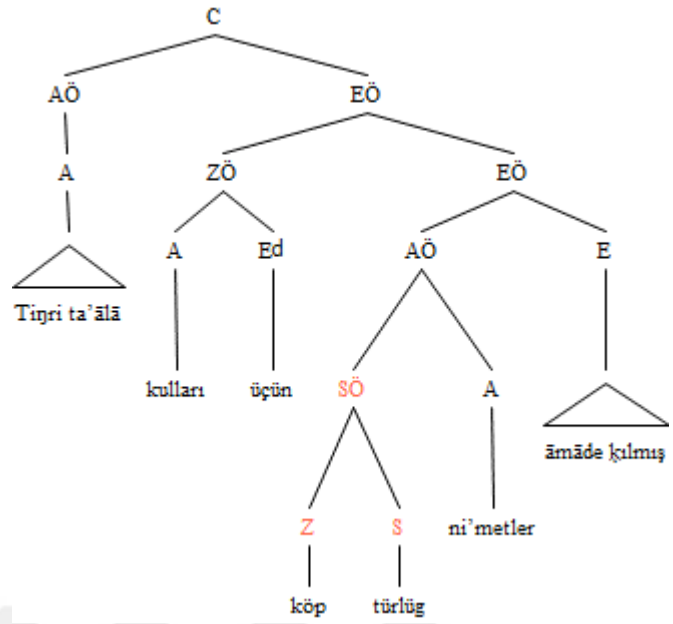 C
AÖ EÖ
A ZÖ EÖ
A Ed AÖ E
Tiŋri ta’ālā
kulları üçün SÖ A
āmāde ḳılmış
Z S ni’metler
köp türlüg